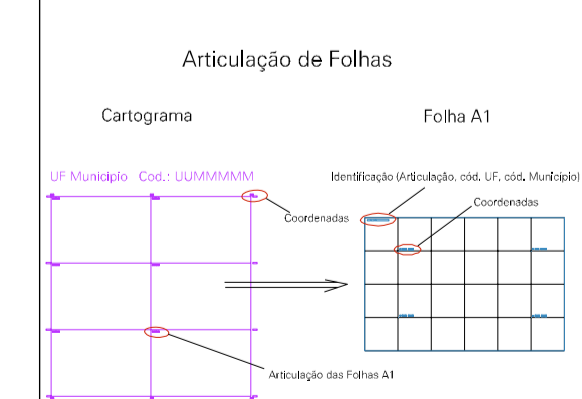 Articulação de Folhas
Cartograma
Folha A1
UF Município Cod.: UUMMMMM
Identificação (Articulação, cód. UF, cód. Município)
Coordenadas
Coordenadas
Articulação das Folhas A1